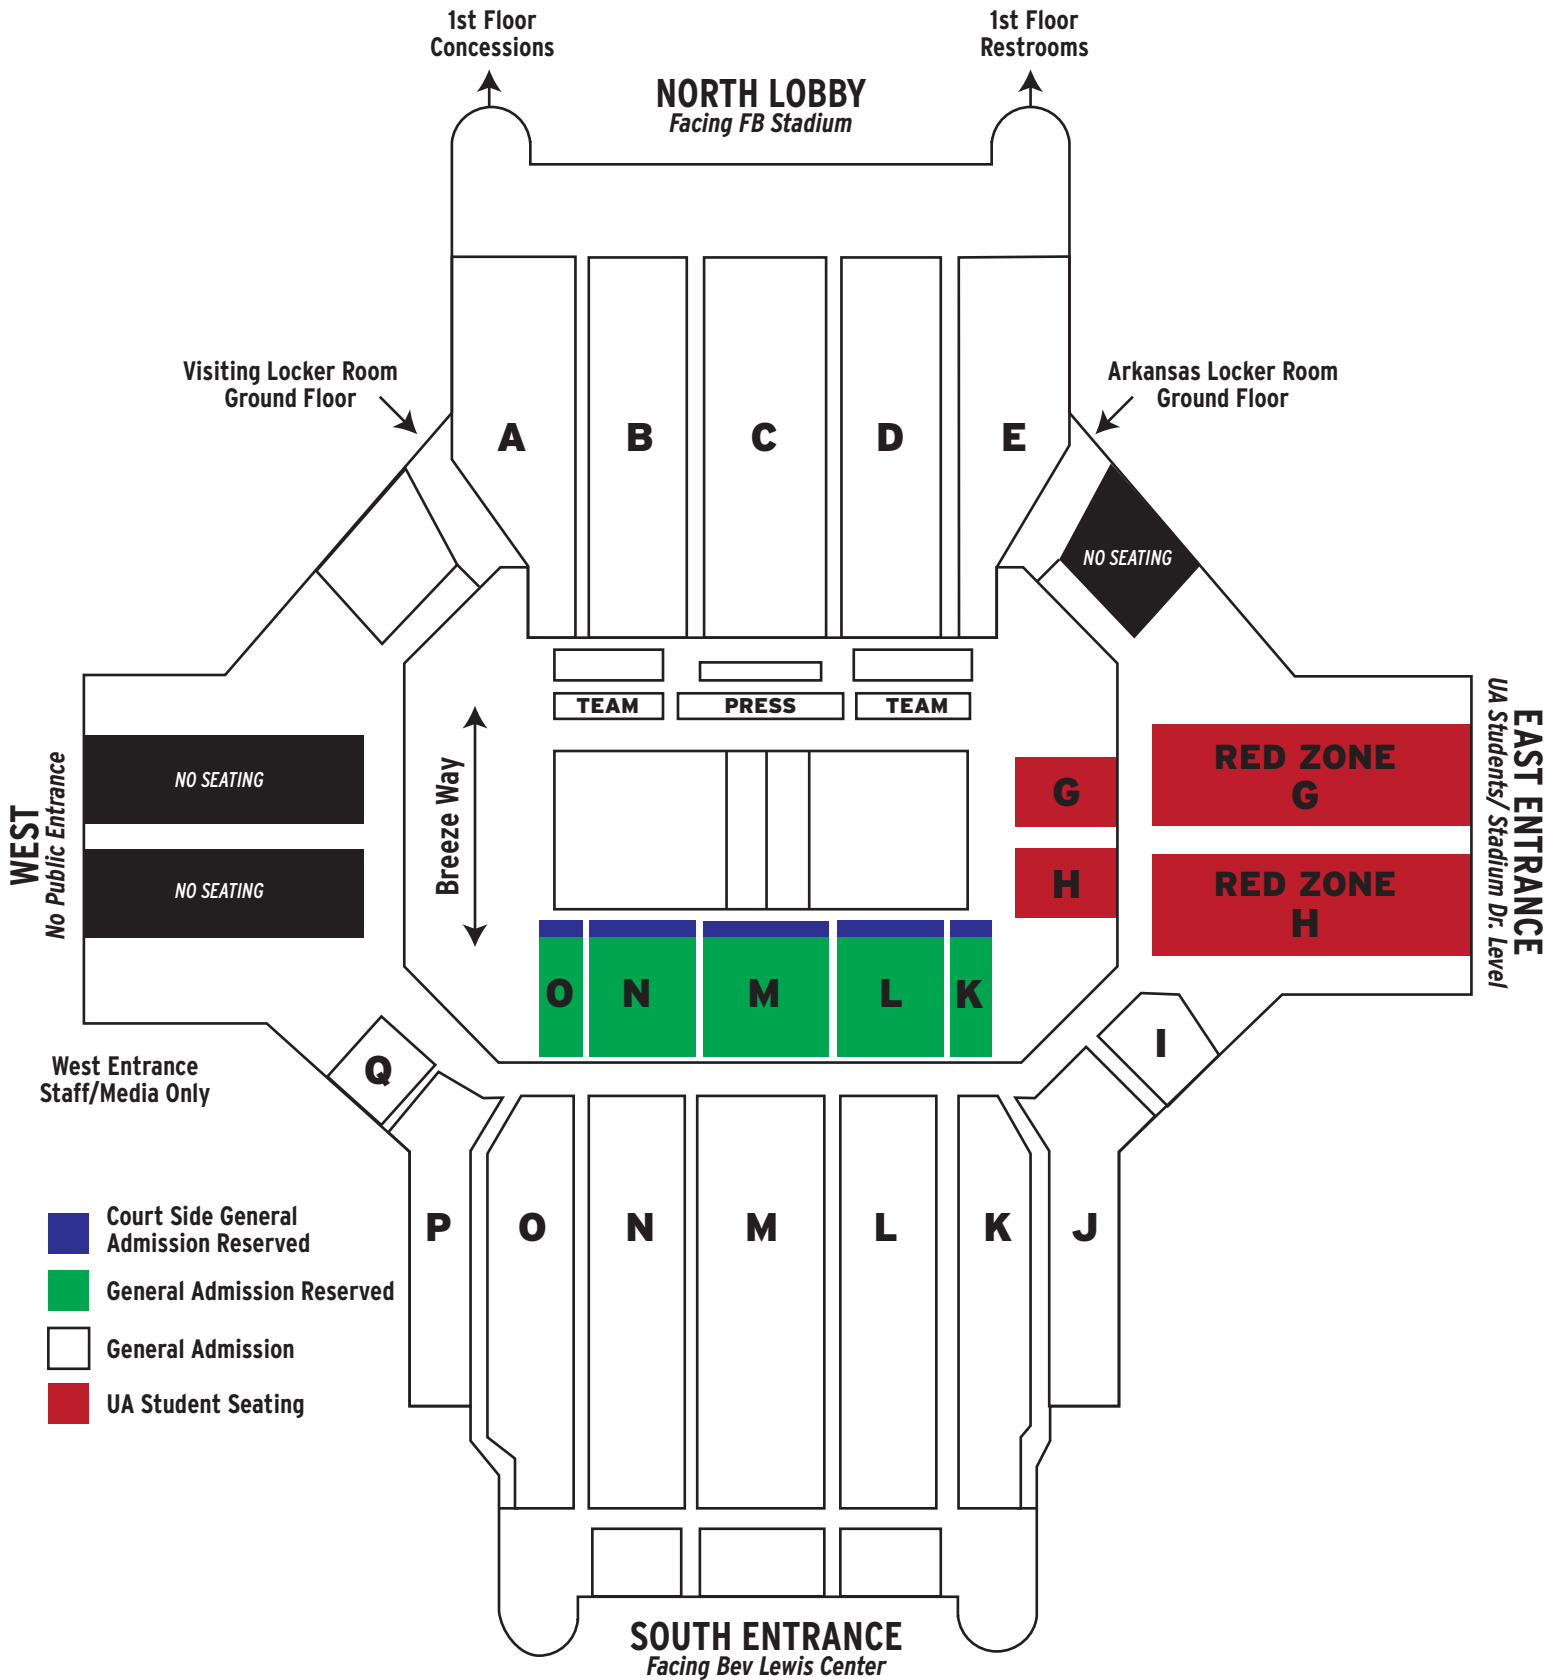 1st Floor
Concessions
1st Floor
Restrooms
NORTH LOBBY
Facing FB Stadium
Visiting Locker Room
Ground Floor
Arkansas Locker Room
Ground Floor
A
B
C
D
E
NO SEATING
TEAM
PRESS
TEAM
Breeze Way
NO SEATING
NO SEATING
WEST
No Public Entrance
G
H
RED ZONE
G
RED ZONE
H
EAST ENTRANCE
UA Students/ Stadium Dr. Level
O
N
M
L
K
Q
I
West Entrance
Staff/Media Only
P
O
N
M
L
K
J
Court Side General
Admission Reserved
General Admission Reserved
General Admission
UA Student Seating
SOUTH ENTRANCE
Facing Bev Lewis Center